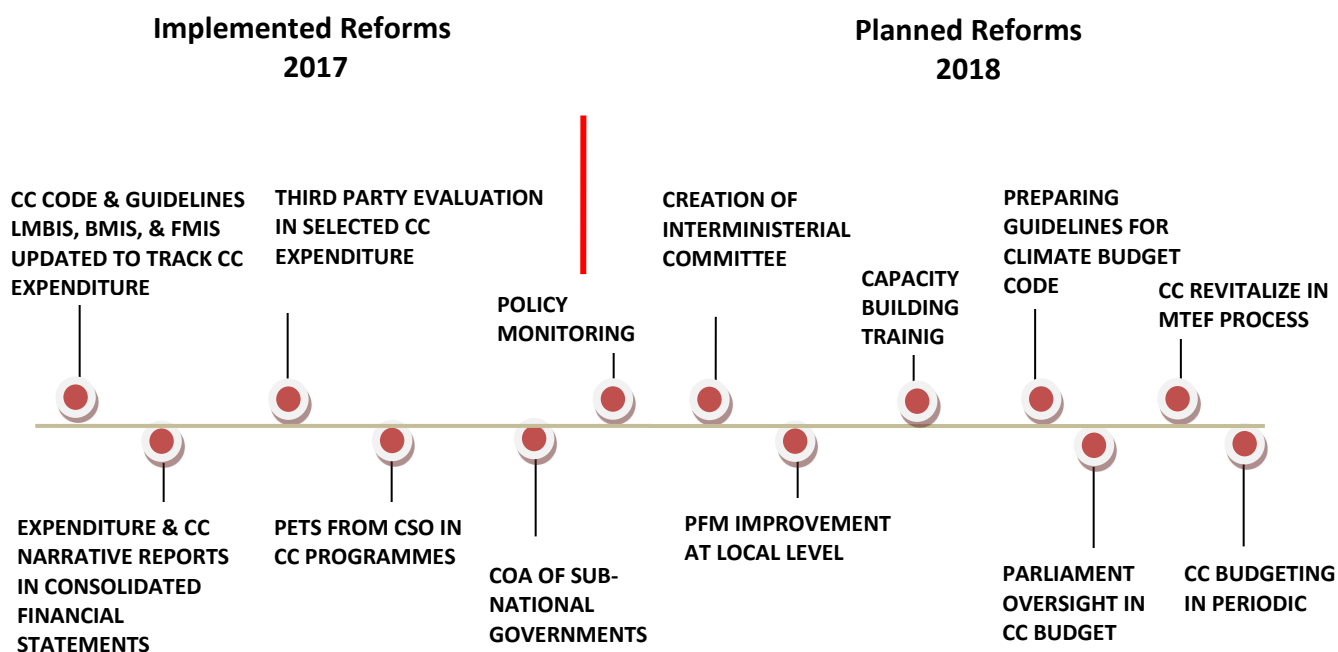 Implemented Reforms
2017
Planned Reforms
2018
CC CODE & GUIDELINES
LMBIS, BMIS, & FMIS
UPDATED TO TRACK CC
EXPENDITURE
THIRD PARTY EVALUATION
IN SELECTED CC
EXPENDITURE
POLICY
MONITORING
CREATION OF
INTERMINISTERIAL
COMMITTEE
CAPACITY
BUILDING
TRAINIG
PREPARING
GUIDELINES FOR
CLIMATE BUDGET
CODE
CC REVITALIZE IN
MTEF PROCESS
EXPENDITURE & CC
NARRATIVE REPORTS
IN CONSOLIDATED
FINANCIAL
STATEMENTS
PETS FROM CSO IN
CC PROGRAMMES
COA OF SUB-
NATIONAL
GOVERNMENTS
PFM IMPROVEMENT
AT LOCAL LEVEL
PARLIAMENT
OVERSIGHT IN
CC BUDGET
CC BUDGETING
IN PERIODIC